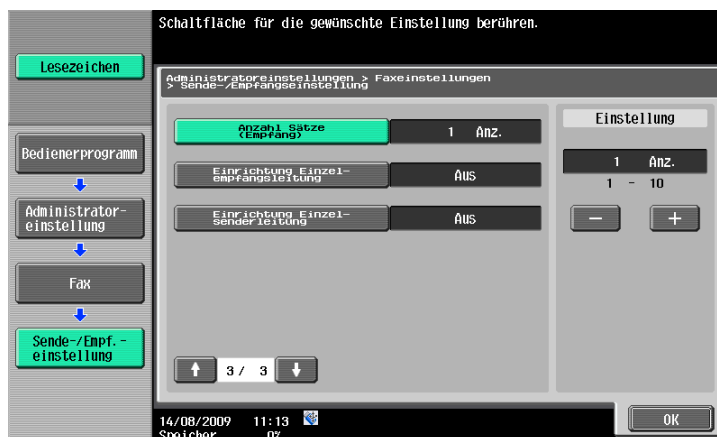 Schaltfläche für die gewünschte Einstellung berühren.
Lesezeichen
Administratoreinstellungen > Faxeinstellungen
> Sende-/Empfangseinstellung
Bedienerprogramm
Administrator-
einstellung
Fax
Sende-/Empf.-
einstellung
Anzahl Sätze
(Empfang)
1 Anz.
Einrichtung Einzel-
empfangsleitung
Aus
Einrichtung Einzel-
senderleitung
Aus
3/ 3
Einstellung
1 Anz.
1 - 10
− +
14/08/2009 11:13
Speicher 0%
OK